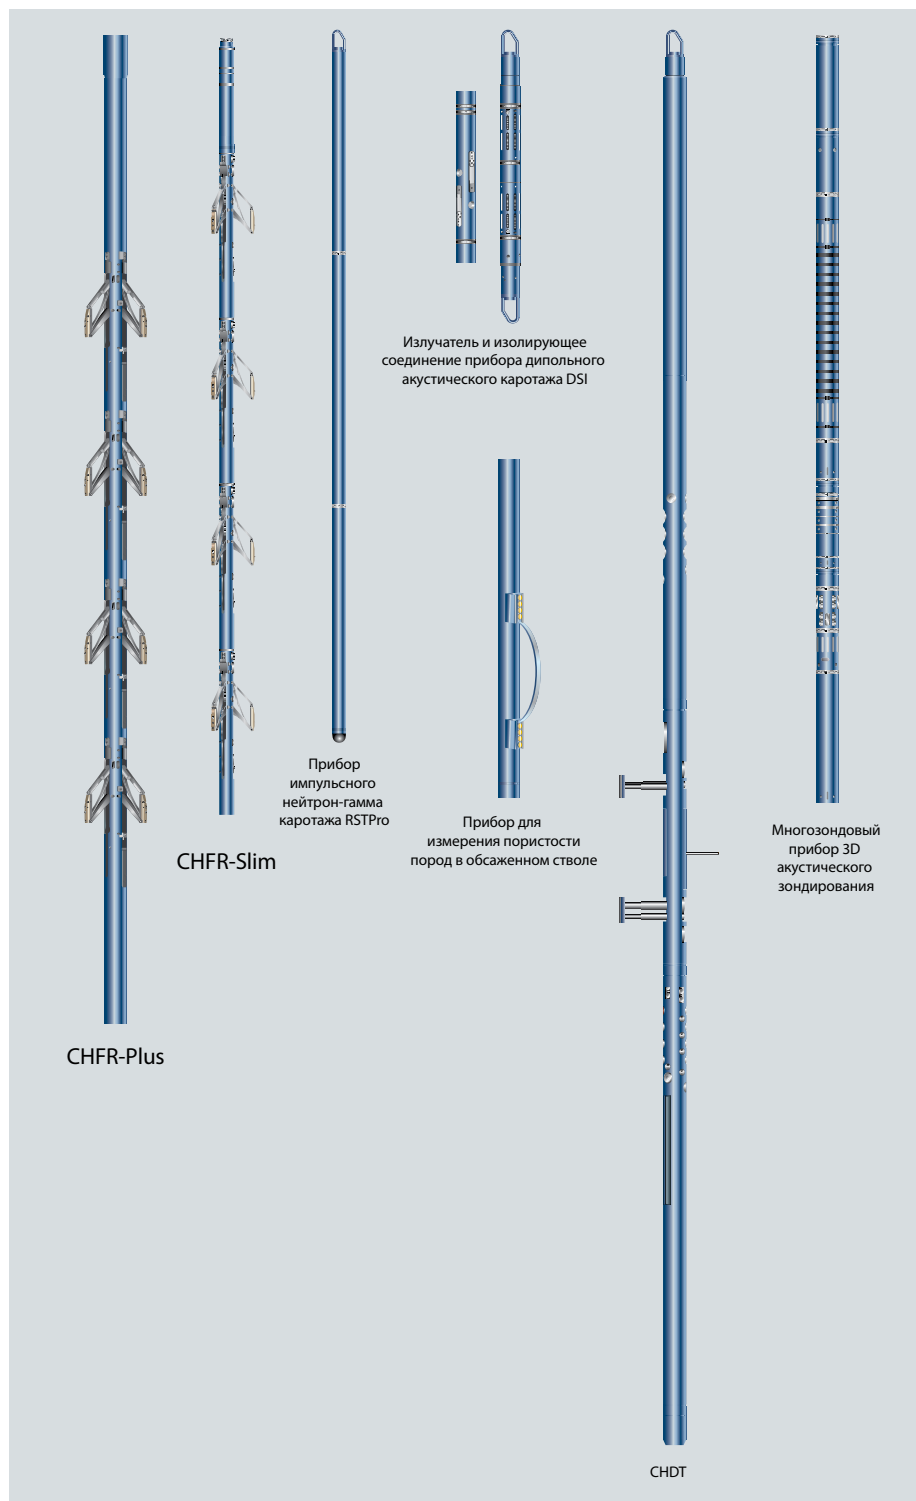 Излучатель и изолирующее
соединение прибора дипольного
акустического каротажа DSI
Прибор
импульсного
нейтрон-гамма
каротажа RSTPro
Прибор для
измерения пористости
пород в обсаженном стволе
Многозондовый
прибор 3D
акустического
зондирования
CHFR-Slim
CHFR-Plus
CHDT